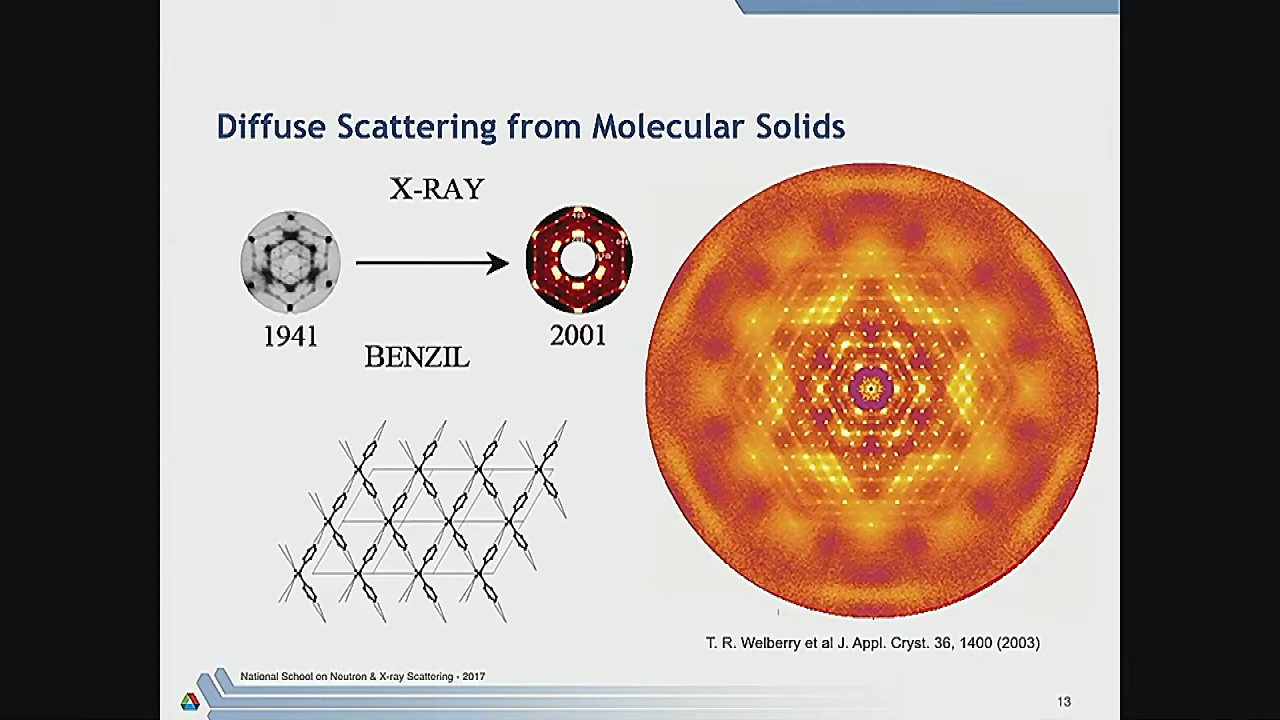 Diffuse Scattering from Molecular Solids
X-RAY
1941
2001
BENZIL
T. R. Welberry et al J. Appl. Cryst. 36, 1400 (2003)
National School on Neutron & X-ray Scattering - 2017
13